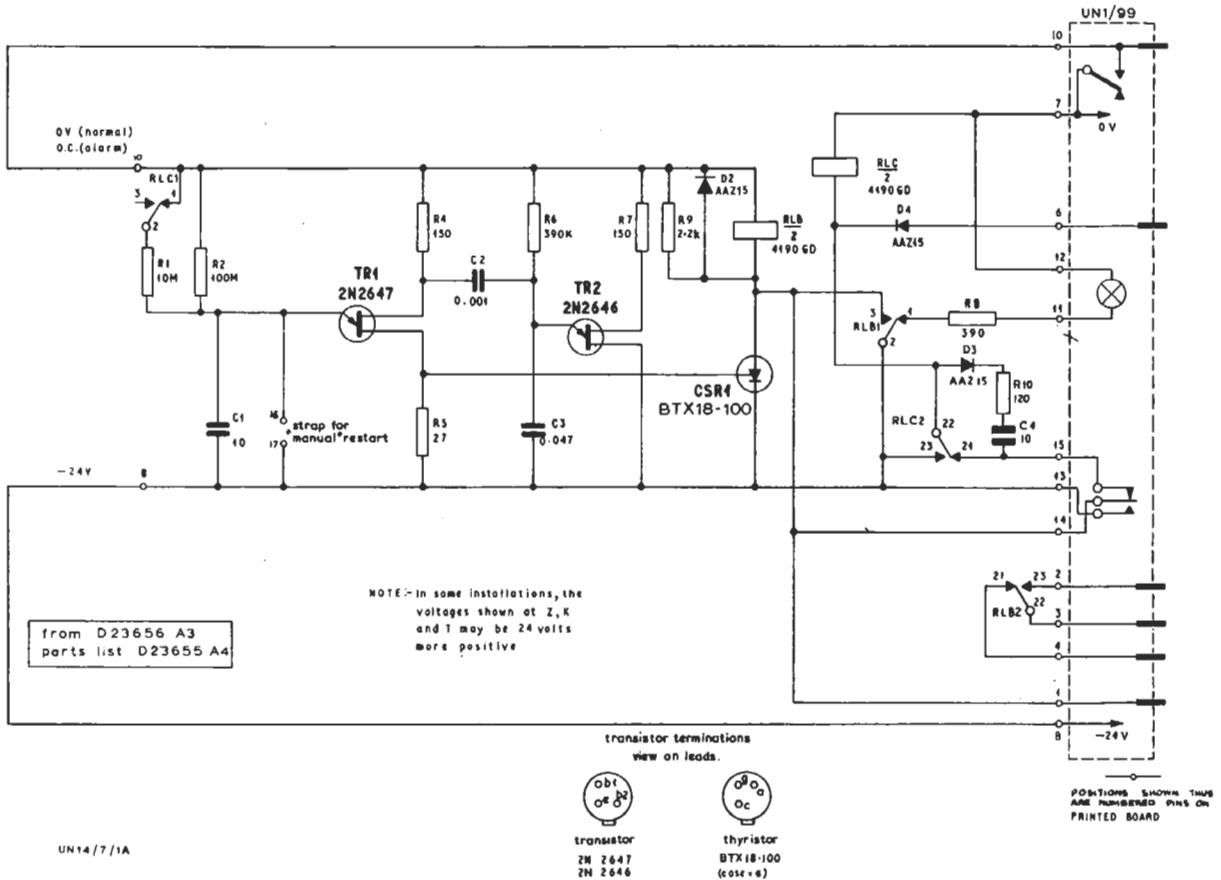 UN1/99
10
7
0V
0V (normal)
O.C. (alarm)
10
RLC1
3
1
2
R1
10M
R2
100M
R4
150
R6
390K
R7
150
R9
2·2k
D2
AAZ15
RLB
2
4190GD
RLC
2
4190GD
D4
AAZ15
6
12
11
TR1
2N2647
C2
0.001
TR2
2N2646
3
RLB1
1
2
R8
390
D3
AAZ15
R10
120
C4
10
CSR1
BTX18-100
RLC2
22
23
21
15
13
14
C1
10
16
17
strap for
manual restart
R5
27
C3
0.047
-24V
8
NOTE:- In some installations, the
voltages shown at Z, K
and T may be 24 volts
more positive
from D23656 A3
parts list D23655 A4
21
23
22
RLB2
2
3
4
1
8
-24V
transistor terminations
view on leads.
b1
e
b2
g
a
c
transistor
2N 2647
2N 2646
thyristor
BTX18-100
(case = a)
POSITIONS SHOWN THUS
ARE NUMBERED PINS ON
PRINTED BOARD
UN14/7/1A